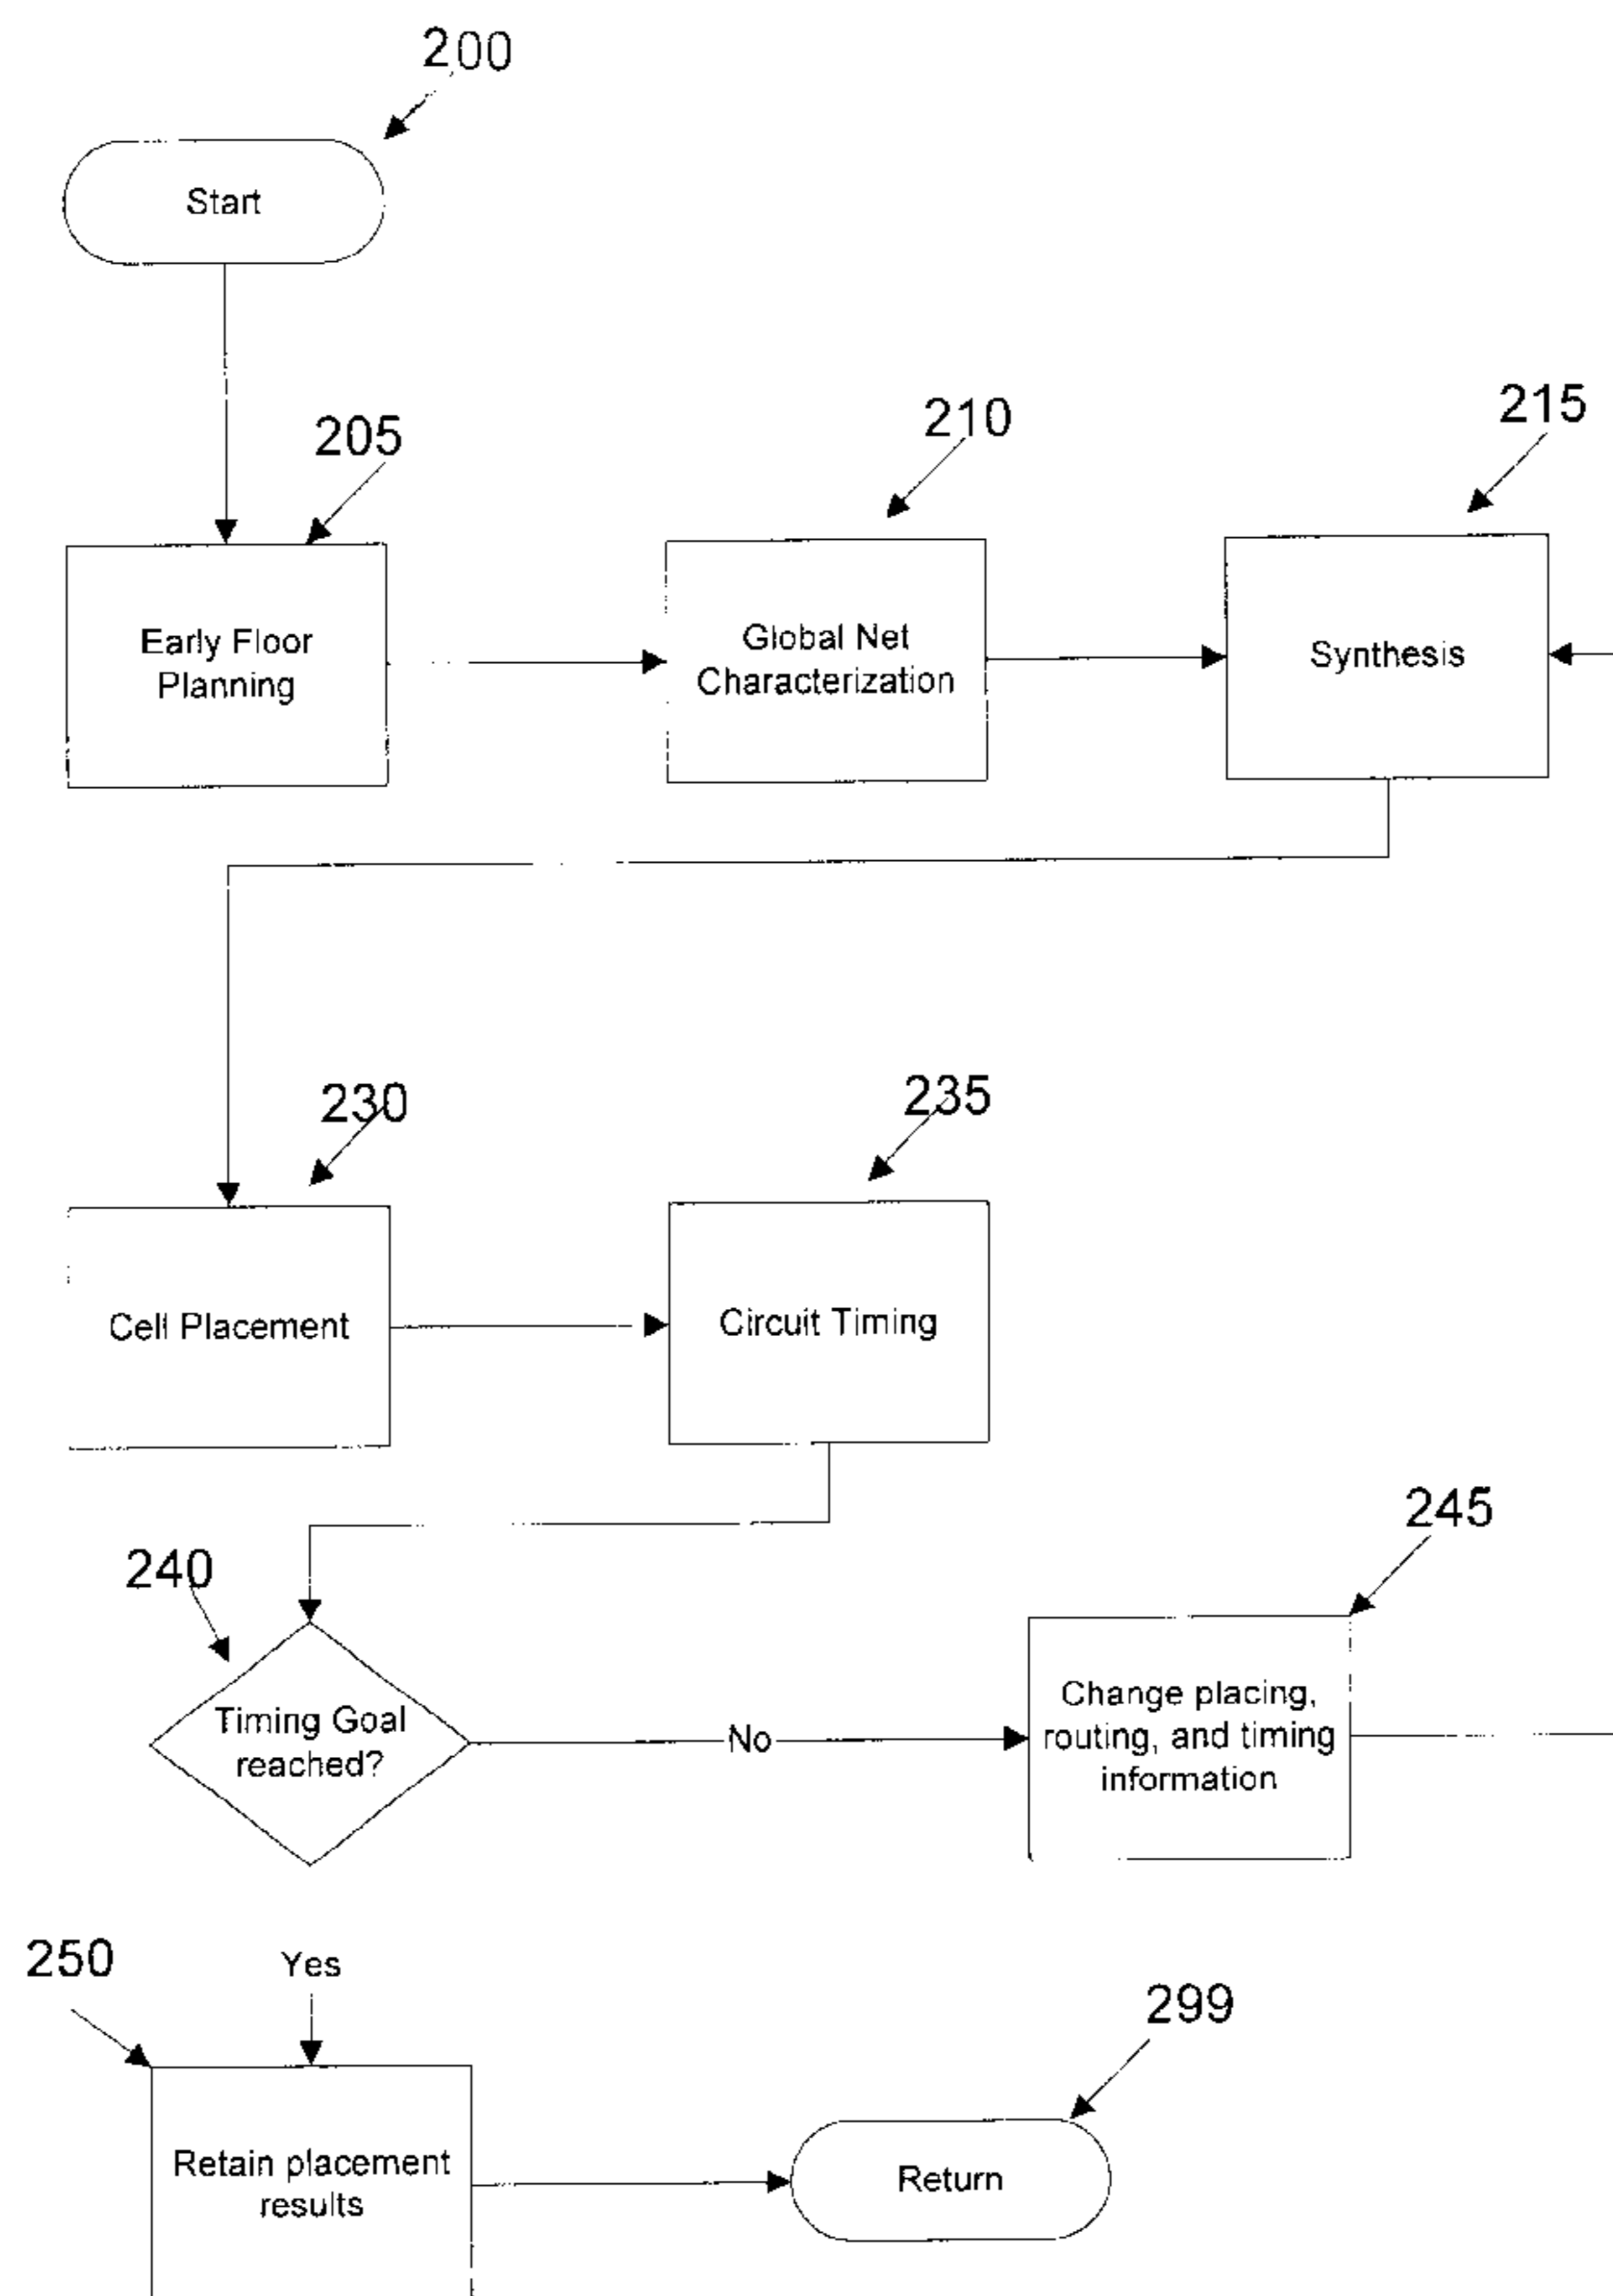 200
Start
205
210
215
Early Floor
Planning
Global Net
Characterization
Synthesis
230
235
Cell Placement
Circuit Timing
245
240
Timing Goal
reached?
No
Change placing,
routing, and timing
information
250
Yes
299
Retain placement
results
Return